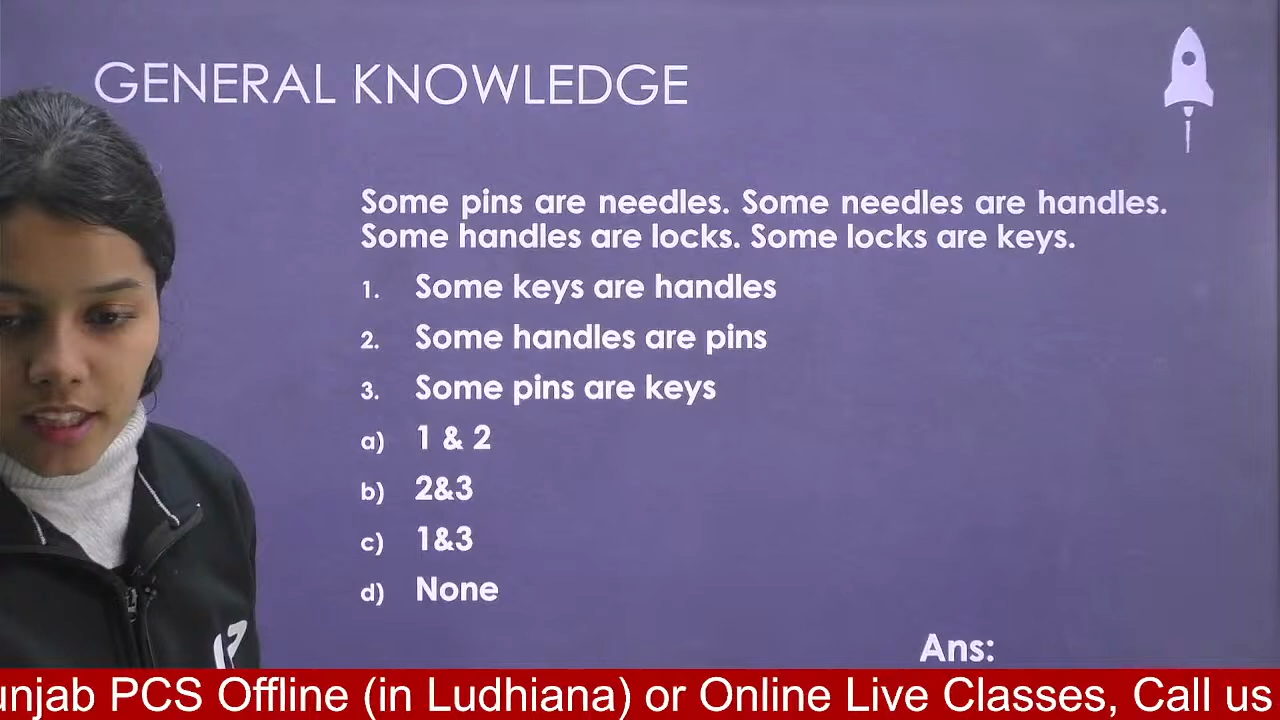 GENERAL KNOWLEDGE
Some pins are needles. Some needles are handles.
Some handles are locks. Some locks are keys.
1. Some keys are handles
2. Some handles are pins
3. Some pins are keys
a) 1 & 2
b) 2&3
c) 1&3
d) None
Ans:
PCS Offline (in Ludhiana) or Online Live Classes, Call us